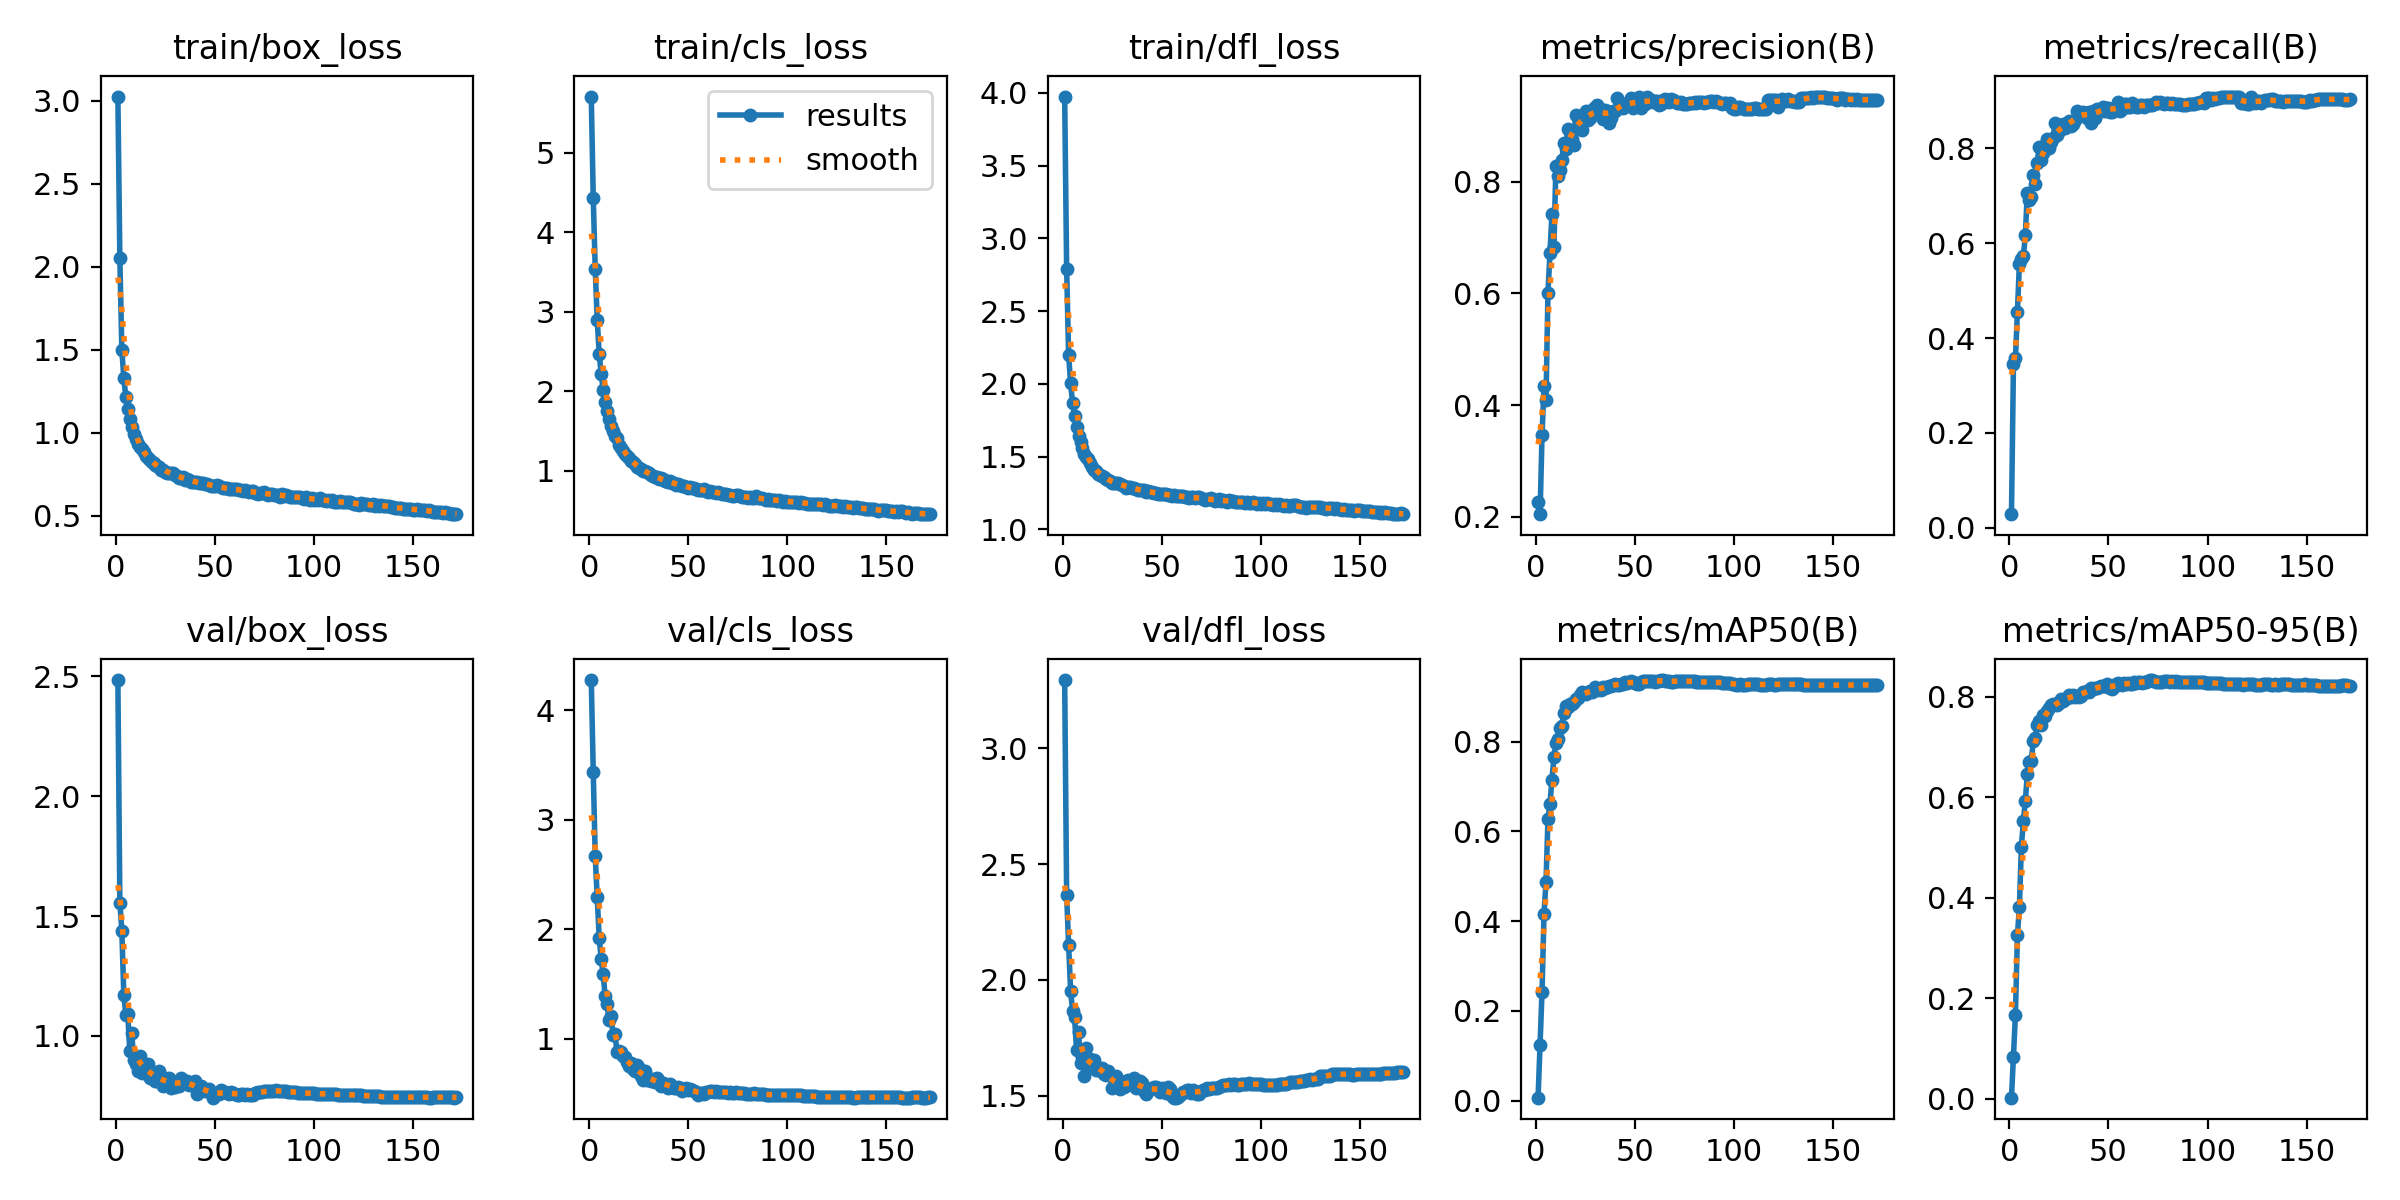 train/box_loss
3.0
2.5
2.0
1.5
1.0
0.5
0 50 100 150
train/cls_loss
results
smooth
5
4
3
2
1
0 50 100 150
train/dfl_loss
4.0
3.5
3.0
2.5
2.0
1.5
1.0
0 50 100 150
metrics/precision(B)
0.8
0.6
0.4
0.2
0 50 100 150
metrics/recall(B)
0.8
0.6
0.4
0.2
0.0
0 50 100 150
val/box_loss
2.5
2.0
1.5
1.0
0 50 100 150
val/cls_loss
4
3
2
1
0 50 100 150
val/dfl_loss
3.0
2.5
2.0
1.5
0 50 100 150
metrics/mAP50(B)
0.8
0.6
0.4
0.2
0.0
0 50 100 150
metrics/mAP50-95(B)
0.8
0.6
0.4
0.2
0.0
0 50 100 150